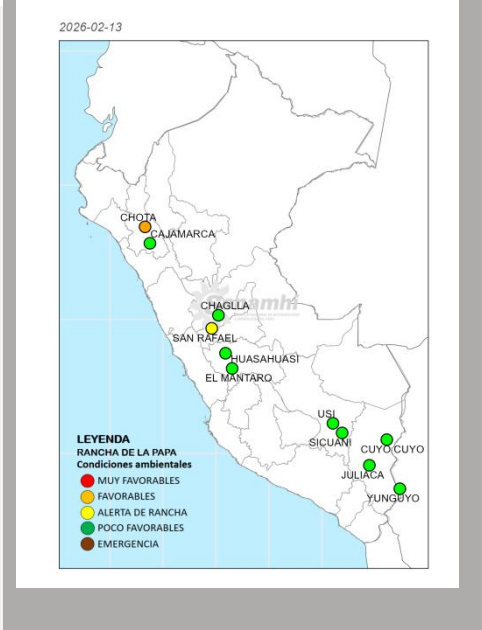 2026-02-13
CHOTA
CAJAMARCA
Senamhi
CHAGLLA
SAN RAFAEL
HUASAHUASI
EL MANTARO
USI
SICUANI
CUYO CUYO
JULIACA
YUNGUYO
LEYENDA
RANCHA DE LA PAPA
Condiciones ambientales
MUY FAVORABLES
FAVORABLES
ALERTA DE RANCHA
POCO FAVORABLES
EMERGENCIA